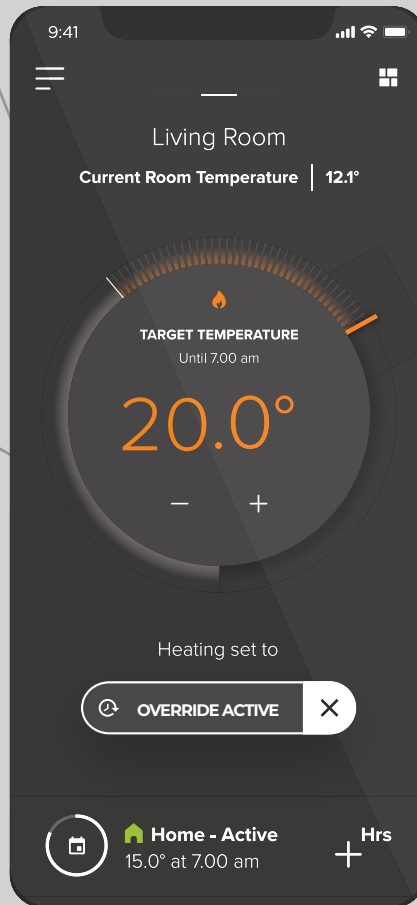 9:41
Living Room
Current Room Temperature | 12.1°
TARGET TEMPERATURE
Until 7.00 am
20.0°
− +
Heating set to
OVERRIDE ACTIVE
Home - Active
15.0° at 7.00 am
+ Hrs